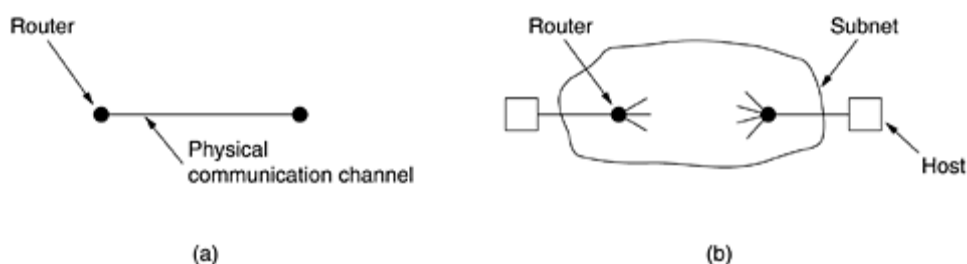 Router
Physical
communication channel
(a)
Router
Subnet
Host
(b)